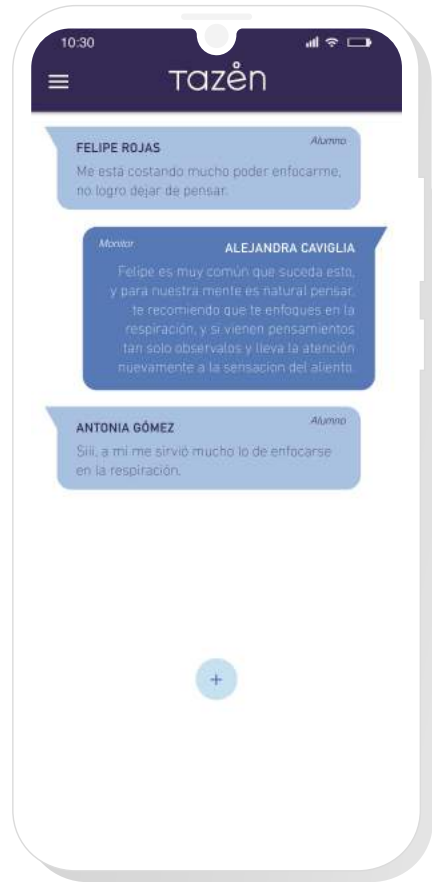 10:30
Tazen
FELIPE ROJAS
Alumno
Me está costando mucho poder enfocarme,
no logro dejar de pensar.
Monitor
ALEJANDRA CAVIGLIA
Felipe es muy común que suceda esto,
y para nuestra mente es natural pensar,
te recomiendo que te enfoques en la
respiración, y si vienen pensamientos
tan solo observalos y lleva la atención
nuevamente a la sensacion del aliento.
ANTONIA GÓMEZ
Alumno
Siii, a mi me sirvió mucho lo de enfocarse
en la respiración.
+